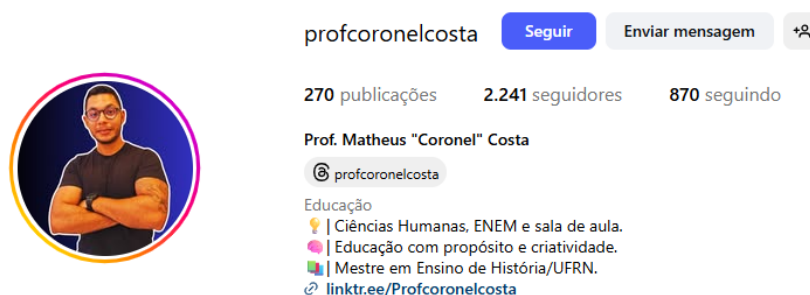 profcoronelcosta Seguir Enviar mensagem
270 publicações 2.241 seguidores 870 seguindo
Prof. Matheus "Coronel" Costa
profcoronelcosta
Educação
💡| Ciências Humanas, ENEM e sala de aula.
🧠| Educação com propósito e criatividade.
📚| Mestre em Ensino de História/UFRN.
linktr.ee/Profcoronelcosta